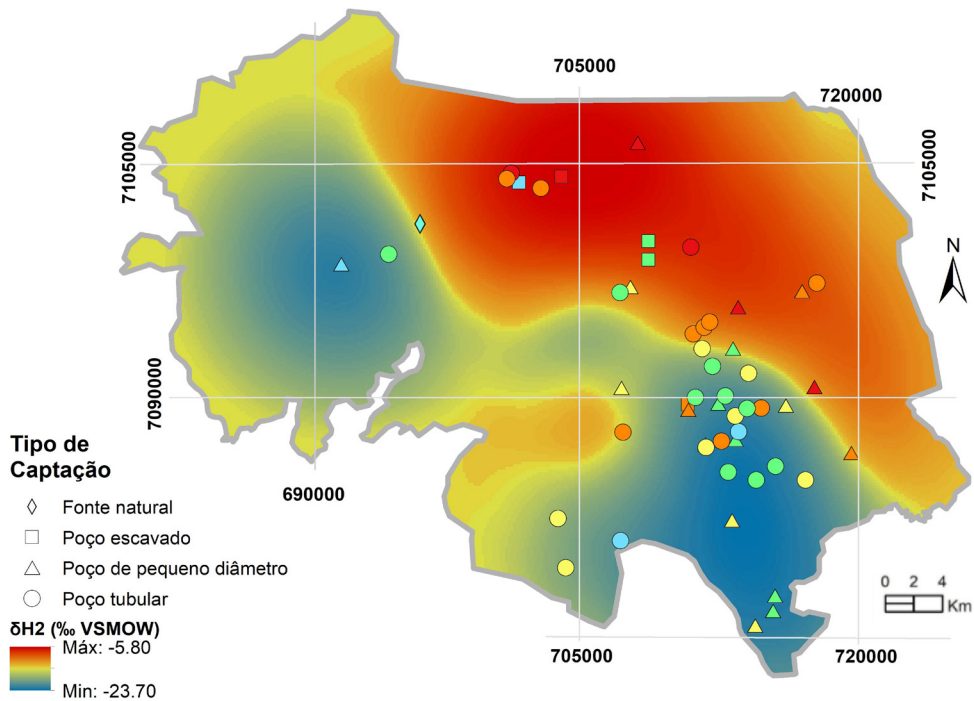 705000
720000
7105000
7105000
N
7090000
7090000
690000
Tipo de
Captação
Fonte natural
Poço escavado
Poço de pequeno diâmetro
Poço tubular
δH2 (‰ VSMOW)
Máx: -5.80
Min: -23.70
0 2 4
Km
705000
720000